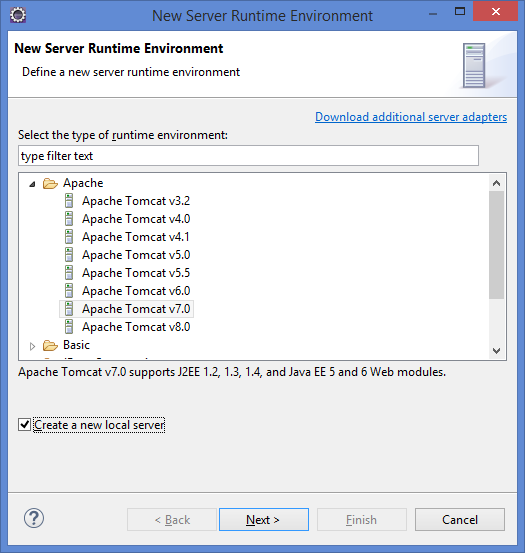 New Server Runtime Environment
New Server Runtime Environment
Define a new server runtime environment
Download additional server adapters
Select the type of runtime environment:
type filter text
Apache
Apache Tomcat v3.2
Apache Tomcat v4.0
Apache Tomcat v4.1
Apache Tomcat v5.0
Apache Tomcat v5.5
Apache Tomcat v6.0
Apache Tomcat v7.0
Apache Tomcat v8.0
Basic
Apache Tomcat v7.0 supports J2EE 1.2, 1.3, 1.4, and Java EE 5 and 6 Web modules.
Create a new local server
? < Back Next > Finish Cancel